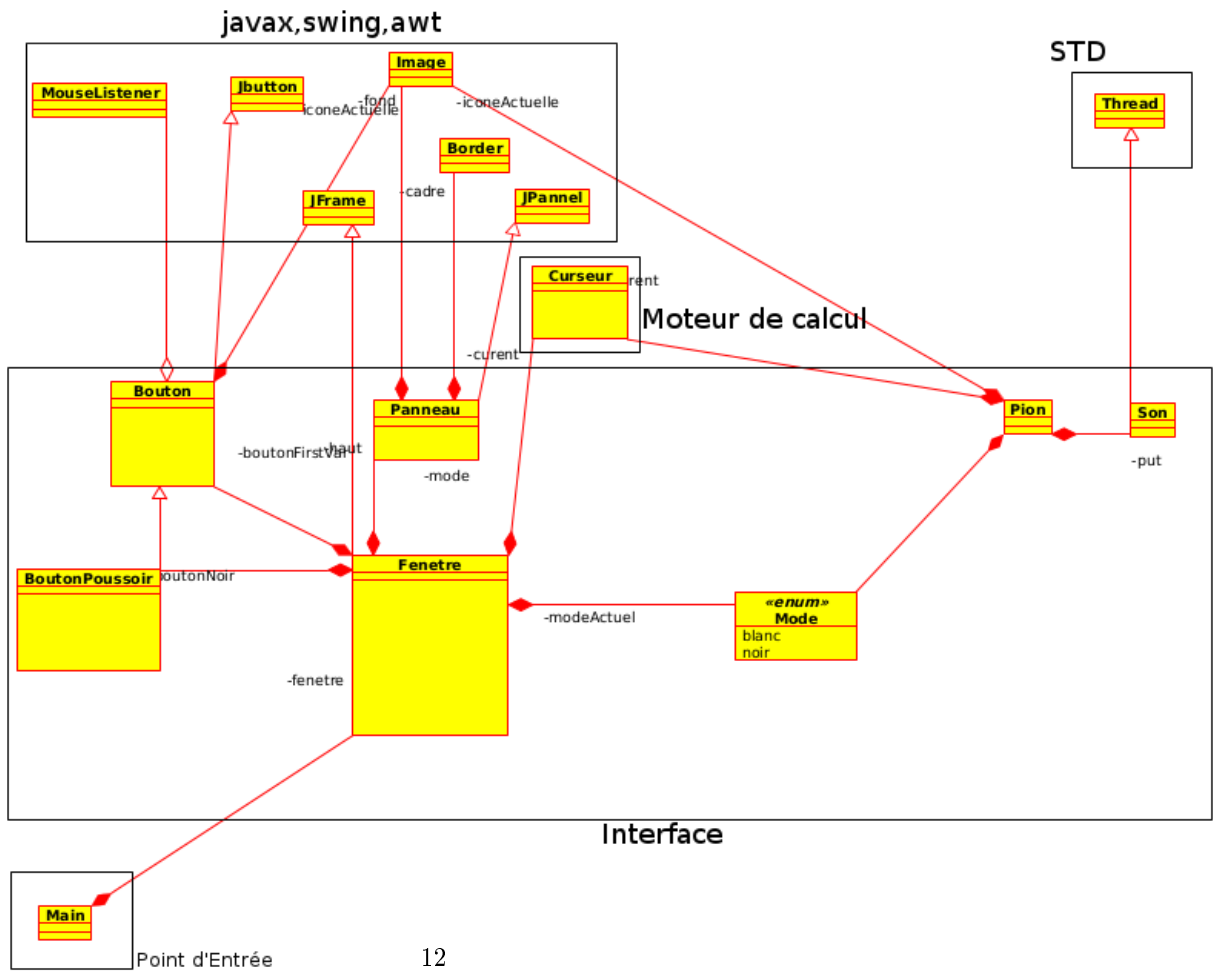 javax,swing,awt
STD
Image
MouseListener
Jbutton
-fond
iconeActuelle
-iconeActuelle
Thread
Border
-cadre
JFrame
JPannel
Curseur
rent
Moteur de calcul
-curent
Bouton
Panneau
Pion
Son
-boutonFirstVal
-haut
-mode
-put
Fenetre
BoutonPoussoir
boutonNoir
«enum»
Mode
blanc
noir
-modeActuel
-fenetre
Interface
Main
Point d'Entrée
12